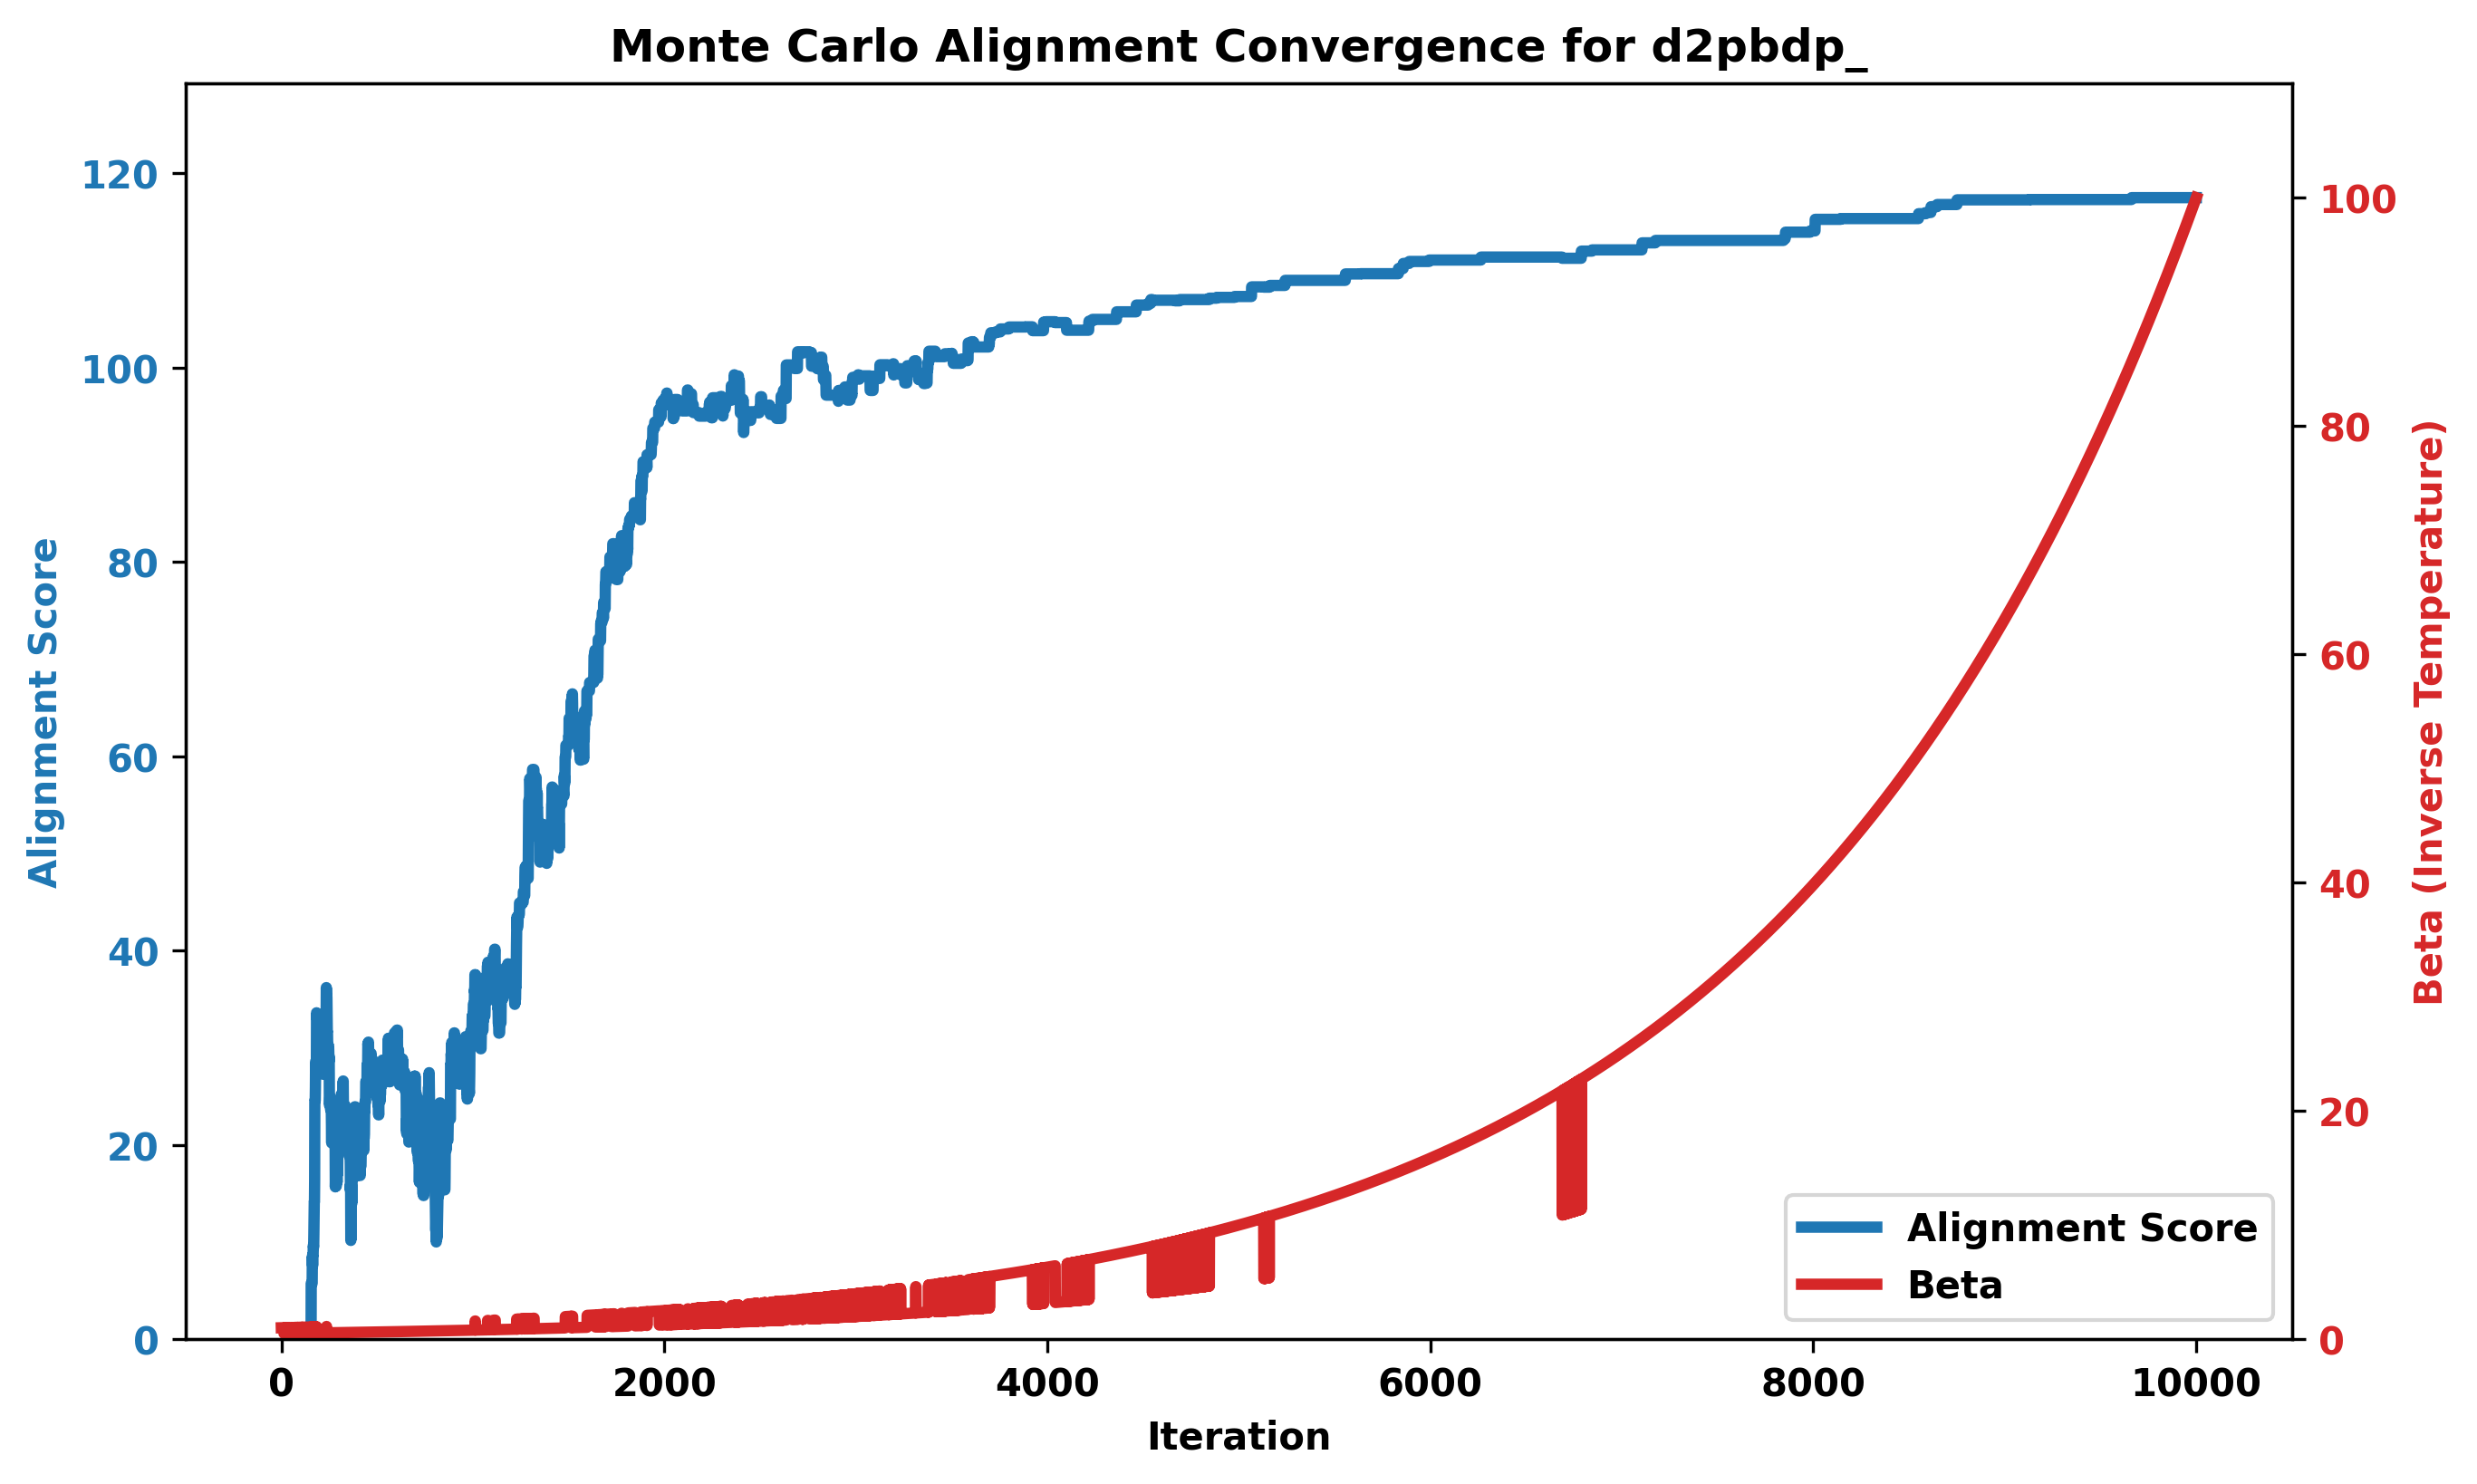 Monte Carlo Alignment Convergence for d2pbdp_
Alignment Score
120
100
80
60
40
20
0
100
80
60
40
20
0
Beta (Inverse Temperature)
Alignment Score
Beta
0 2000 4000 6000 8000 10000
Iteration